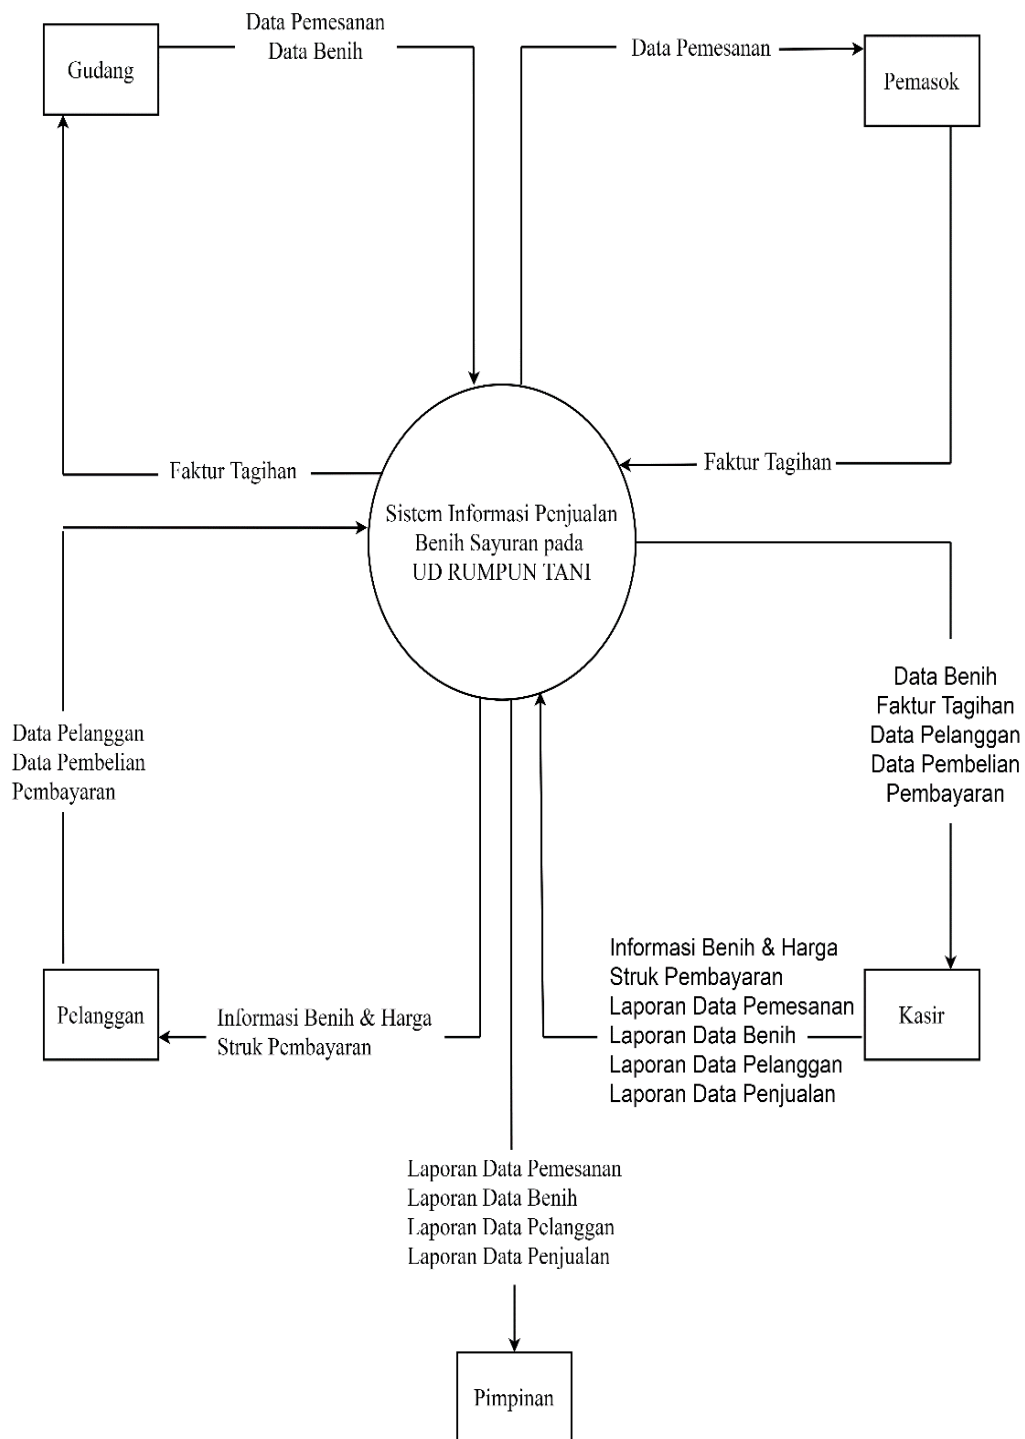 Gudang
Data Pemesanan
Data Benih
Data Pemesanan
Pemasok
Faktur Tagihan
Faktur Tagihan
Sistem Informasi Penjualan
Benih Sayuran pada
UD RUMPUN TANI
Data Pelanggan
Data Pembelian
Pembayaran
Data Benih
Faktur Tagihan
Data Pelanggan
Data Pembelian
Pembayaran
Pelanggan
Informasi Benih & Harga
Struk Pembayaran
Informasi Benih & Harga
Struk Pembayaran
Laporan Data Pemesanan
Laporan Data Benih
Laporan Data Pelanggan
Laporan Data Penjualan
Kasir
Laporan Data Pemesanan
Laporan Data Benih
Laporan Data Pelanggan
Laporan Data Penjualan
Pimpinan